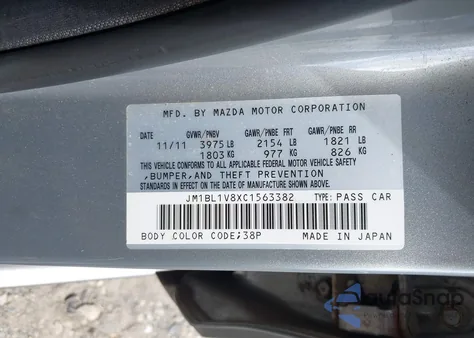 MFD. BY MAZDA MOTOR CORPORATION
GVWR/PNBV GAWR/PNBE FRT GAWR/PNBE RR
11/11 3975 LB 2154 LB 1821 LB
1803 KG 977 KG 826 KG
THIS VEHICLE CONFORMS TO ALL APPLICABLE FEDERAL MOTOR VEHICLE SAFETY
,BUMPER,AND THEFT PREVENTION
STANDARDS IN EFFECT ON THE DATE OF MANUFACTURE SHOWN ABOVE.
JM1BL1V8XC1563382 TYPE: PASS CAR
BODY COLOR CODE;38P MADE IN JAPAN
AutoSnap